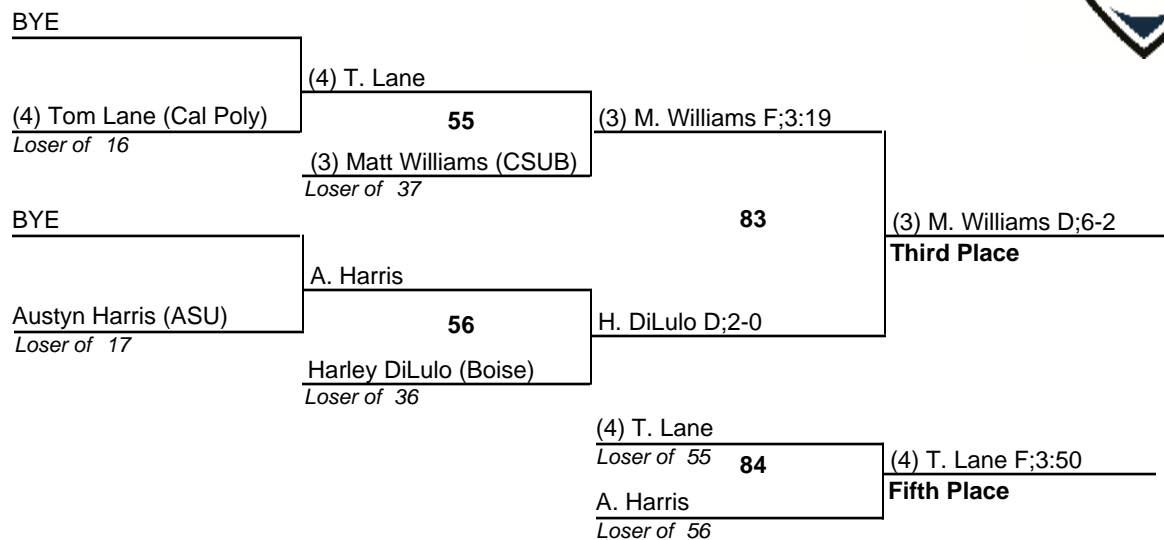 BYE
(4) T. Lane
(4) Tom Lane (Cal Poly)
Loser of 16
55
(3) M. Williams F;3:19
(3) Matt Williams (CSUB)
Loser of 37
BYE
83
(3) M. Williams D;6-2
Third Place
A. Harris
Austyn Harris (ASU)
Loser of 17
56
H. DiLulo D;2-0
Harley DiLulo (Boise)
Loser of 36
(4) T. Lane
Loser of 55
84
(4) T. Lane F;3:50
Fifth Place
A. Harris
Loser of 56